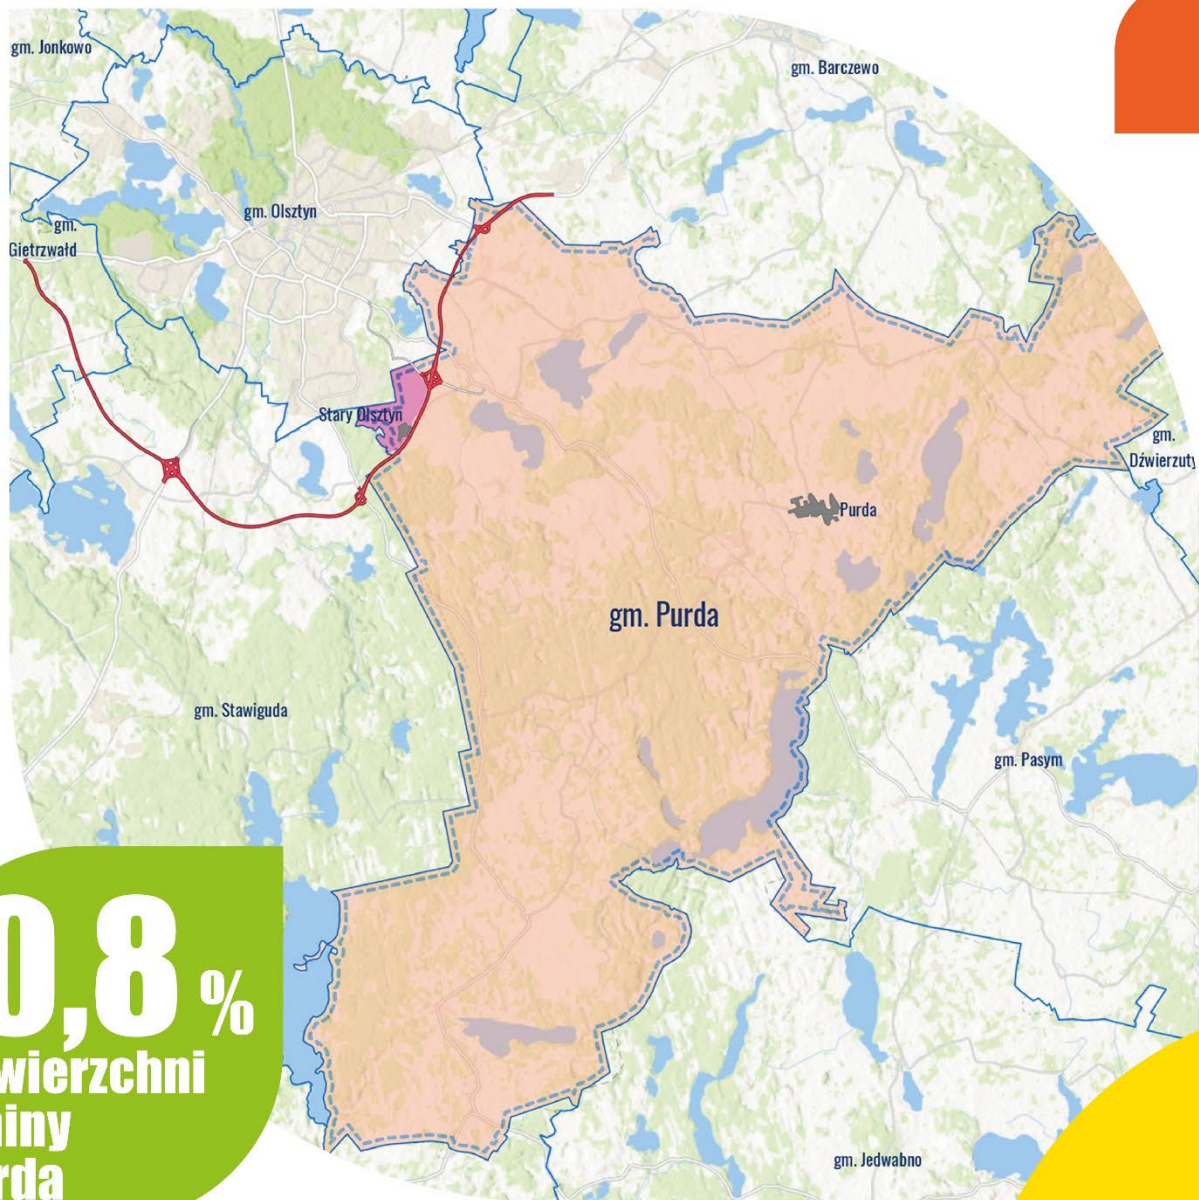 gm. Jonkowo
gm. Barczewo
gm. Olsztyn
gm.
Gietrzwałd
Stary Olsztyn
gm.
Dźwierzuty
Purda
gm. Purda
gm. Stawiguda
gm. Pasym
0,8 %
wierzchni
iny
rda
gm. Jedwabno